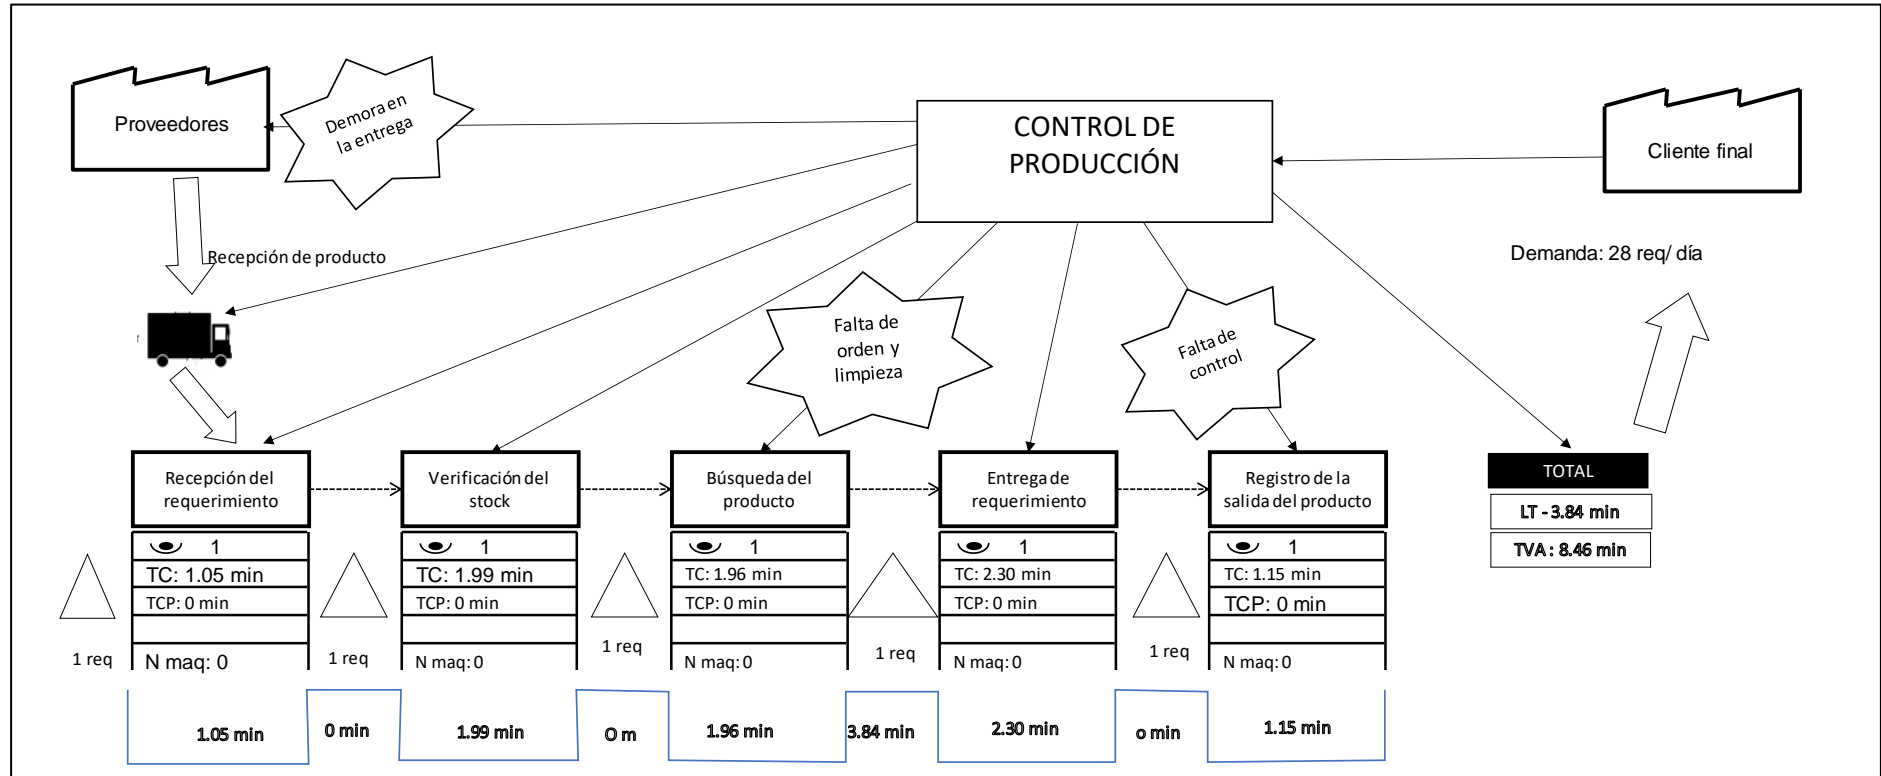 Proveedores
Demora en
la entrega
CONTROL DE
PRODUCCIÓN
Cliente final
Recepción de producto
Demanda: 28 req/ día
Falta de
orden y
limpieza
Falta de
control
Recepción del
requerimiento
Verificación del
stock
Búsqueda del
producto
Entrega de
requerimiento
Registro de la
salida del producto
TOTAL
LT - 3.84 min
TVA : 8.46 min
1
TC: 1.05 min
TCP: 0 min
N maq: 0
1
TC: 1.99 min
TCP: 0 min
N maq: 0
1
TC: 1.96 min
TCP: 0 min
N maq: 0
1
TC: 2.30 min
TCP: 0 min
N maq: 0
1
TC: 1.15 min
TCP: 0 min
N maq: 0
1 req
1 req
1 req
1 req
1 req
1.05 min
0 min
1.99 min
O m
1.96 min
3.84 min
2.30 min
o min
1.15 min